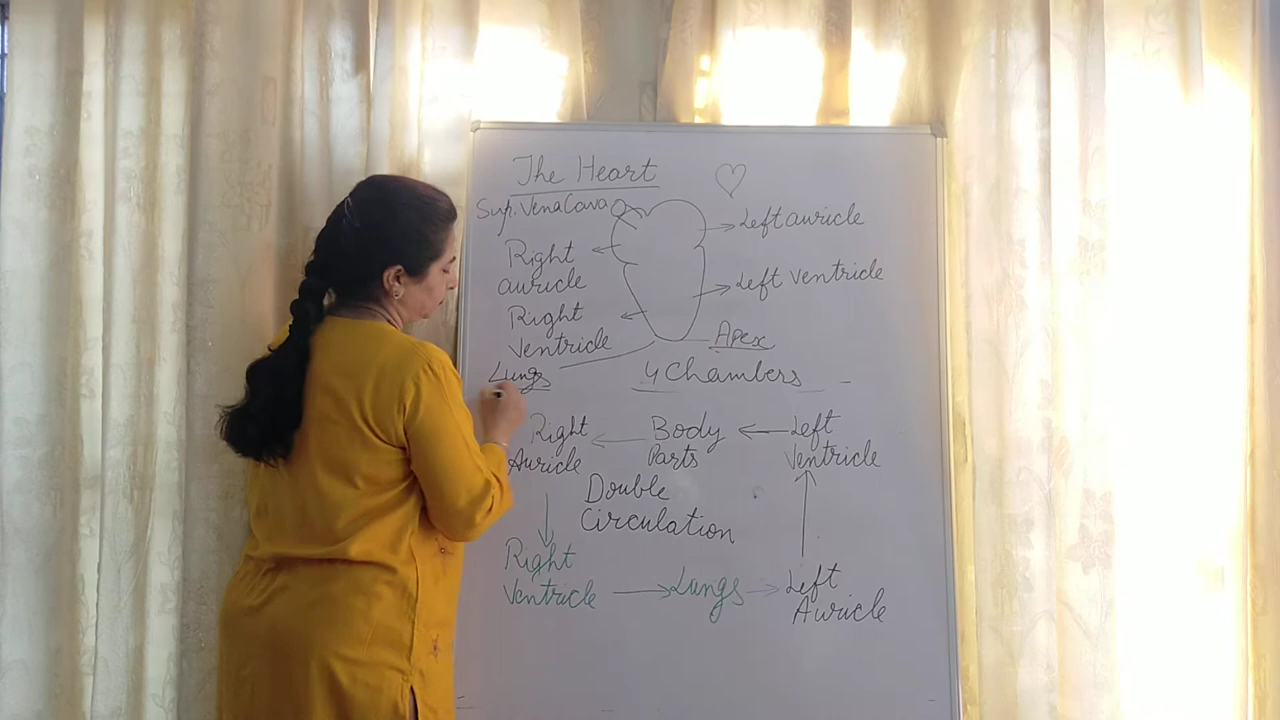 The Heart
Sup. Vena Cava
Left auricle
Right
auricle
Left Ventricle
Right
Ventricle
Apex
Lungs
4 Chambers
Right
Auricle
Body
Parts
Left
Ventricle
Double
Circulation
Right
Ventricle
Lungs
Left
Auricle